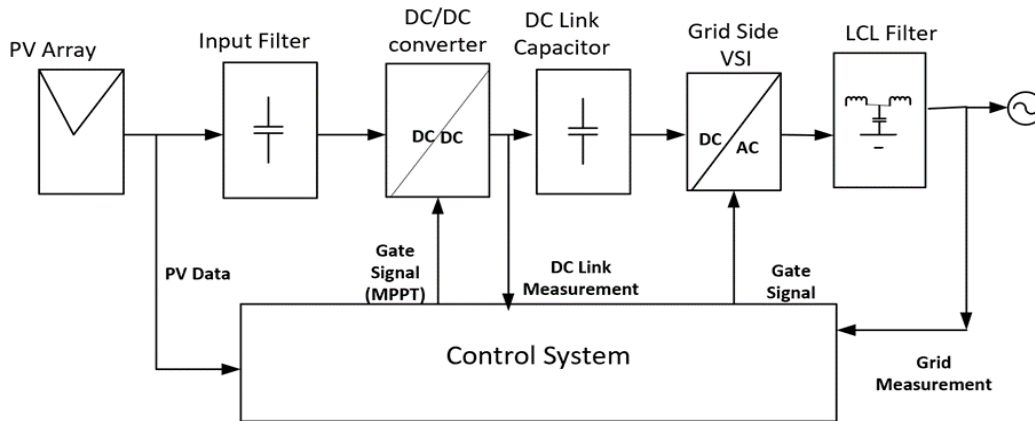 PV Array
Input Filter
DC/DC
converter
DC Link
Capacitor
Grid Side
VSI
LCL Filter
DC
DC
DC
AC
PV Data
Gate
Signal
(MPPT)
DC Link
Measurement
Gate
Signal
Control System
Grid
Measurement